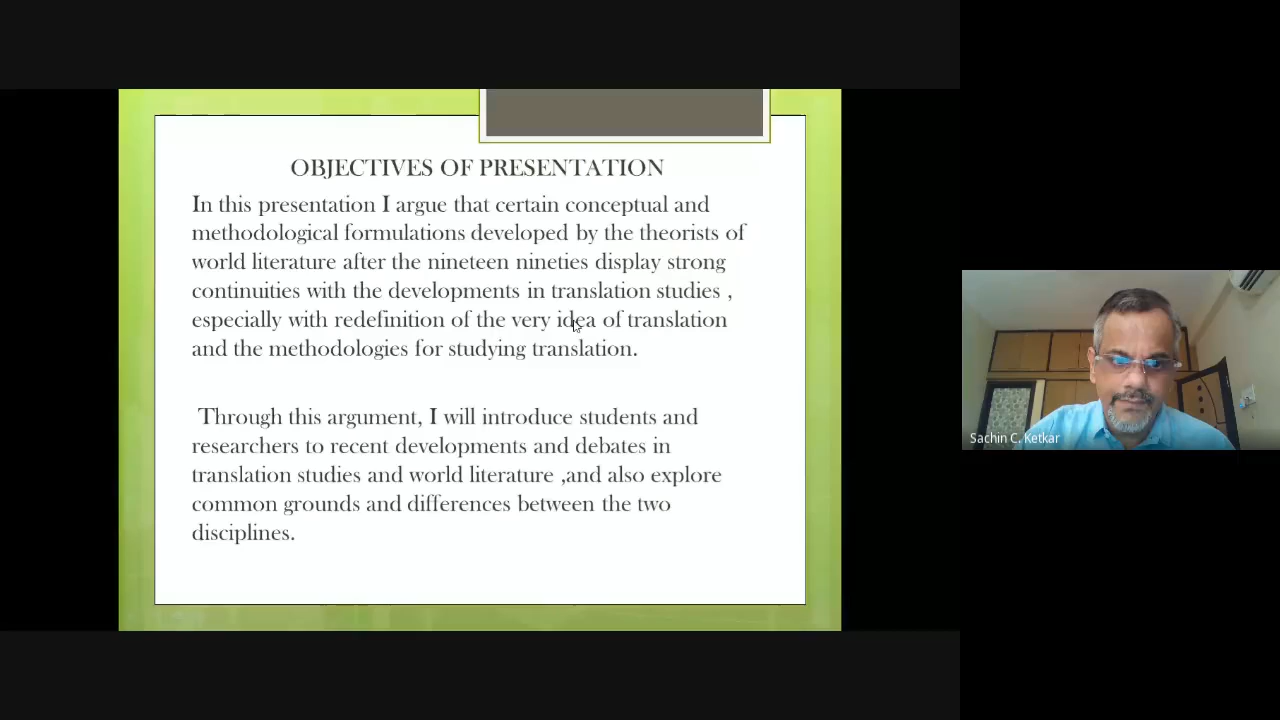 OBJECTIVES OF PRESENTATION
In this presentation I argue that certain conceptual and
methodological formulations developed by the theorists of
world literature after the nineteen nineties display strong
continuities with the developments in translation studies ,
especially with redefinition of the very idea of translation
and the methodologies for studying translation.
Through this argument, I will introduce students and
researchers to recent developments and debates in
translation studies and world literature ,and also explore
common grounds and differences between the two
disciplines.
Sachin C. Ketkar